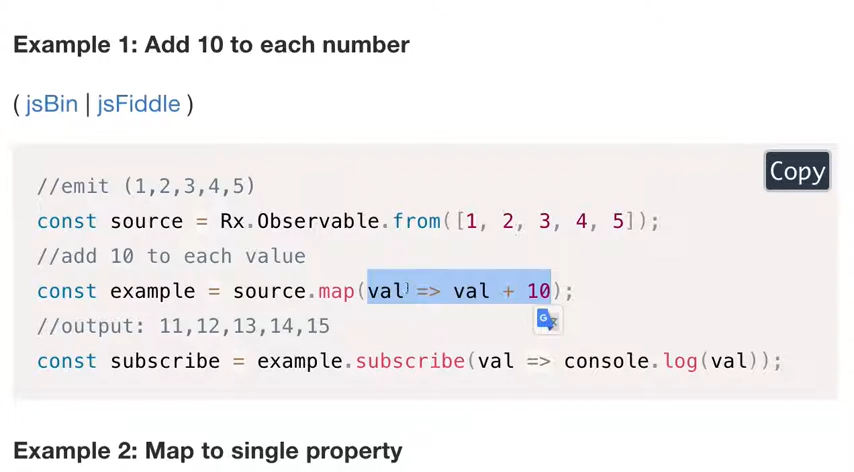 Example 1: Add 10 to each number
( jsBin | jsFiddle )
Copy
//emit (1,2,3,4,5)
const source = Rx.Observable.from([1, 2, 3, 4, 5]);
//add 10 to each value
const example = source.map(val => val + 10);
//output: 11,12,13,14,15
const subscribe = example.subscribe(val => console.log(val));
Example 2: Map to single property